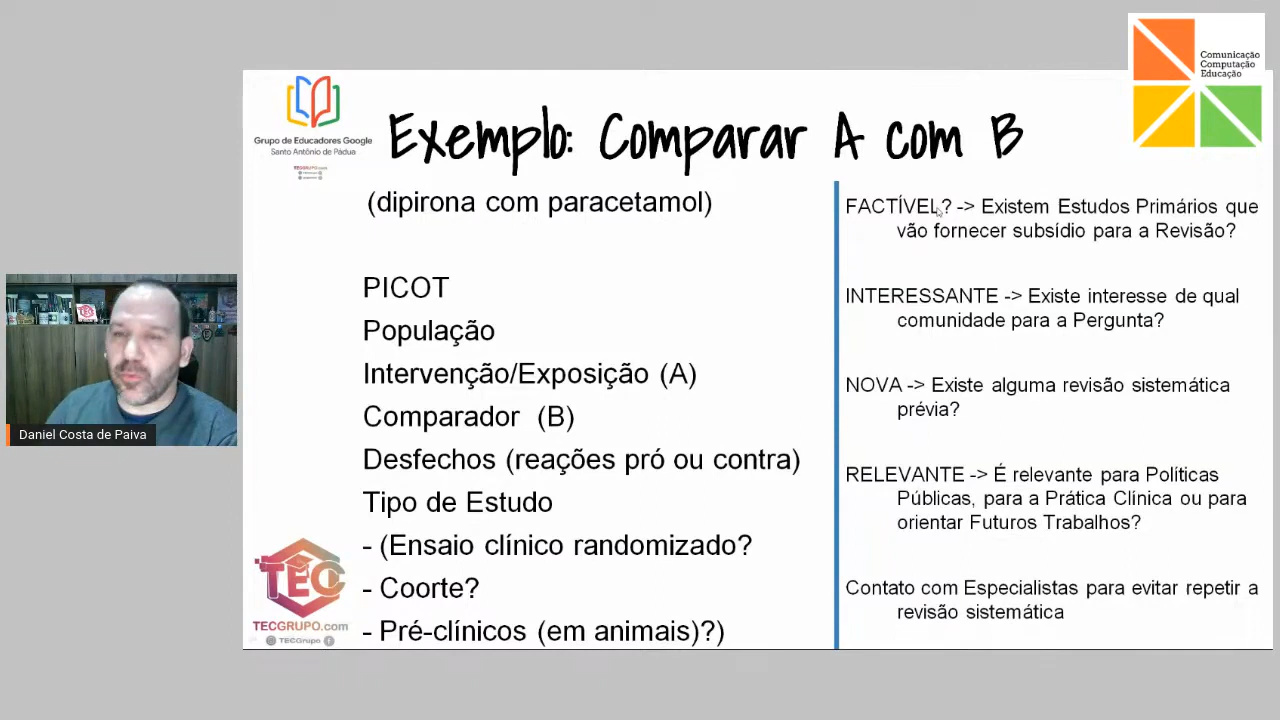 Comunicação
Computação
Educação
Grupo de Educadores Google
Santo Antônio de Pádua
Exemplo: Comparar A com B
(dipirona com paracetamol)
PICOT
População
Intervenção/Exposição (A)
Comparador (B)
Desfechos (reações pró ou contra)
Tipo de Estudo
- (Ensaio clínico randomizado?
- Coorte?
- Pré-clínicos (em animais)?)
FACTÍVEL? -> Existem Estudos Primários que
vão fornecer subsídio para a Revisão?
INTERESSANTE -> Existe interesse de qual
comunidade para a Pergunta?
NOVA -> Existe alguma revisão sistemática
prévia?
RELEVANTE -> É relevante para Políticas
Públicas, para a Prática Clínica ou para
orientar Futuros Trabalhos?
Contato com Especialistas para evitar repetir a
revisão sistemática
TEC
TECGRUPO.com
TECGrupo
Daniel Costa de Paiva